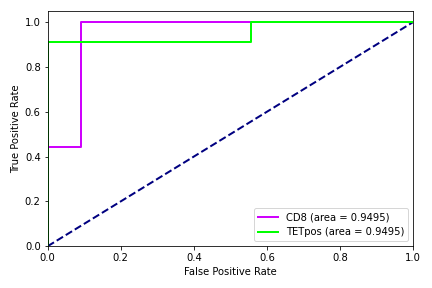 1.0
0.8
0.6
0.4
0.2
0.0
True Positive Rate
CD8 (area = 0.9495)
TETpos (area = 0.9495)
0.0 0.2 0.4 0.6 0.8 1.0
False Positive Rate